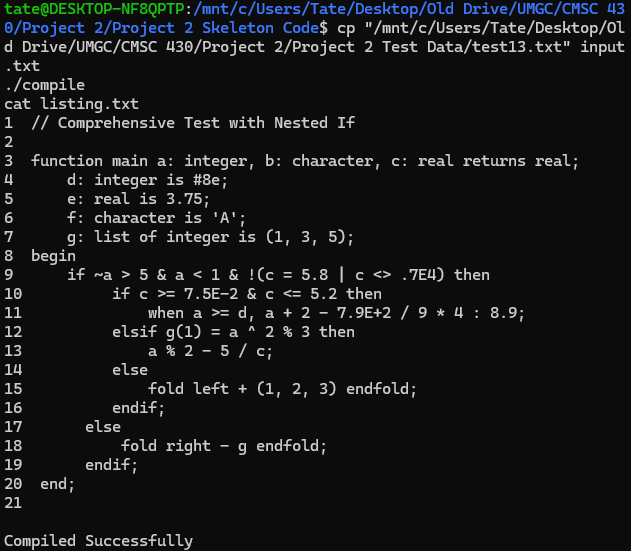 tate@DESKTOP-NF8QPTP:/mnt/c/Users/Tate/Desktop/Old Drive/UMGC/CMSC 43
0/Project 2/Project 2 Skeleton Code$ cp "/mnt/c/Users/Tate/Desktop/Ol
d Drive/UMGC/CMSC 430/Project 2/Project 2 Test Data/test13.txt" input
.txt
./compile
cat listing.txt
1  // Comprehensive Test with Nested If
2
3  function main a: integer, b: character, c: real returns real;
4      d: integer is #8e;
5      e: real is 3.75;
6      f: character is 'A';
7      g: list of integer is (1, 3, 5);
8  begin
9      if ~a > 5 & a < 1 & !(c = 5.8 | c <> .7E4) then
10          if c >= 7.5E-2 & c <= 5.2 then
11              when a >= d, a + 2 - 7.9E+2 / 9 * 4 : 8.9;
12          elsif g(1) = a ^ 2 % 3 then
13              a % 2 - 5 / c;
14          else
15              fold left + (1, 2, 3) endfold;
16          endif;
17       else
18           fold right - g endfold;
19       endif;
20  end;
21

Compiled Successfully